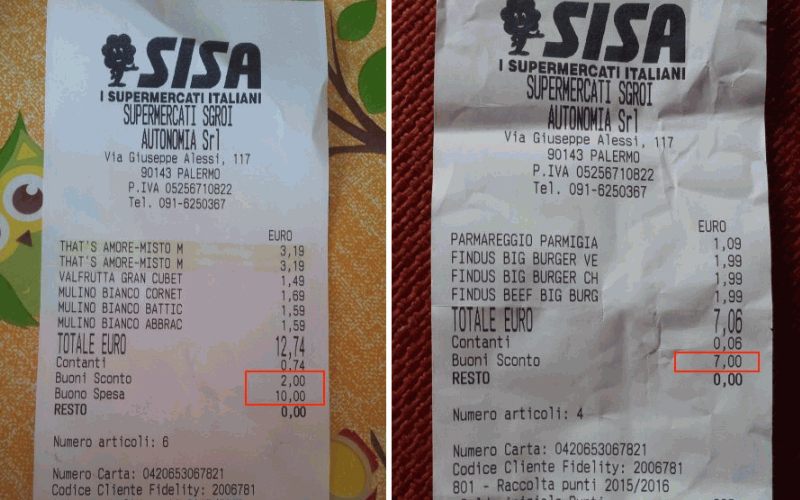 SISA
I SUPERMERCATI ITALIANI
SUPERMERCATI SGROI
AUTONOMIA Srl
Via Giuseppe Alessi, 117
90143 PALERMO
P.IVA 05256710822
Tel. 091-6250367
EURO
THAT'S AMORE-MISTO M 3,19
THAT'S AMORE-MISTO M 3,19
VALFRUTTA GRAN CUBET 1,49
MULINO BIANCO CORNET 1,69
MULINO BIANCO BATTIC 1,59
MULINO BIANCO ABBRAC 1,59
TOTALE EURO 12,74
Contanti 0,74
Buoni Sconto 2,00
Buono Spesa 10,00
RESTO 0,00
Numero articoli: 6
Numero Carta: 0420653067821
Codice Cliente Fidelity: 2006781
SISA
I SUPERMERCATI ITALIANI
SUPERMERCATI SGROI
AUTONOMIA Srl
Via Giuseppe Alessi, 117
90143 PALERMO
P.IVA 05256710822
Tel. 091-6250367
EURO
PARMAREGGIO PARMIGIA 1,09
FINDUS BIG BURGER VE 1,99
FINDUS BIG BURGER CH 1,99
FINDUS BEEF BIG BURG 1,99
TOTALE EURO 7,06
Contanti 0,06
Buoni Sconto 7,00
RESTO 0,00
Numero articoli: 4
Numero Carta: 0420653067821
Codice Cliente Fidelity: 2006781
801 - Raccolta punti 2015/2016